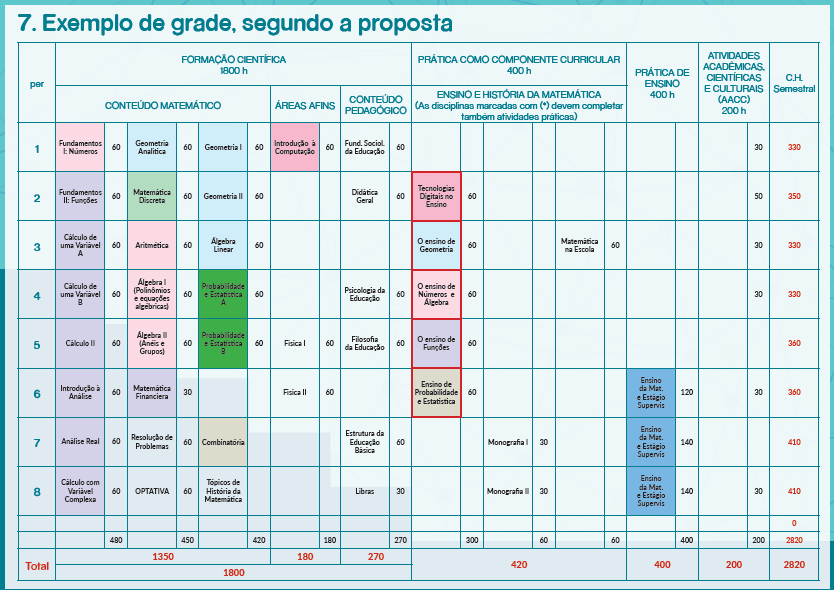 7. Exemplo de grade, segundo a proposta
per
FORMAÇÃO CIENTÍFICA
1800 h
PRÁTICA COMO COMPONENTE CURRICULAR
400 h
PRÁTICA DE
ENSINO
400 h
ATIVIDADES
ACADÊMICAS,
CIENTÍFICAS
E CULTURAIS
(AACC)
200 h
C.H.
Semestral
CONTEÚDO MATEMÁTICO
ÁREAS AFINS
CONTEÚDO
PEDAGÓGICO
ENSINO E HISTÓRIA DA MATEMÁTICA
(As disciplinas marcadas com (*) devem completar
também atividades práticas)
1
Fundamentos
I: Números
60
Geometria
Analítica
60
Geometria I
60
Introdução à
Computação
60
Fund. Sociol.
da Educação
60
30
330
2
Fundamentos
II: Funções
60
Matemática
Discreta
60
Geometria II
60
Didática
Geral
60
Tecnologias
Digitais no
Ensino
60
50
350
3
Cálculo de
uma Variável
A
60
Aritmética
60
Álgebra
Linear
60
O ensino de
Geometria
60
Matemática
na Escola
60
30
330
4
Cálculo de
uma Variável
B
60
Álgebra I
(Polinômios
e equações
algébricas)
60
Probabilidade
e Estatística
A
60
Psicologia da
Educação
60
O ensino de
Números e
Álgebra
60
30
330
5
Cálculo II
60
Álgebra II
(Anéis e
Grupos)
60
Probabilidade
e Estatística
B
60
Física I
60
Filosofia
da Educação
60
O ensino de
Funções
60
360
6
Introdução à
Análise
60
Matemática
Financeira
30
Física II
60
Ensino de
Probabilidade
e Estatística
60
Ensino
da Mat.
e Estágio
Supervis
120
30
360
7
Análise Real
60
Resolução de
Problemas
60
Combinatória
60
Estrutura da
Educação
Básica
60
Monografia I
30
Ensino
da Mat.
e Estágio
Supervis
140
410
8
Cálculo com
Variável
Complexa
60
OPTATIVA
60
Tópicos de
História da
Matemática
60
Libras
30
Monografia II
30
Ensino
da Mat.
e Estágio
Supervis
140
30
410
0
480
450
420
180
270
300
60
60
400
200
2820
Total
1350
180
270
1800
420
400
200
2820